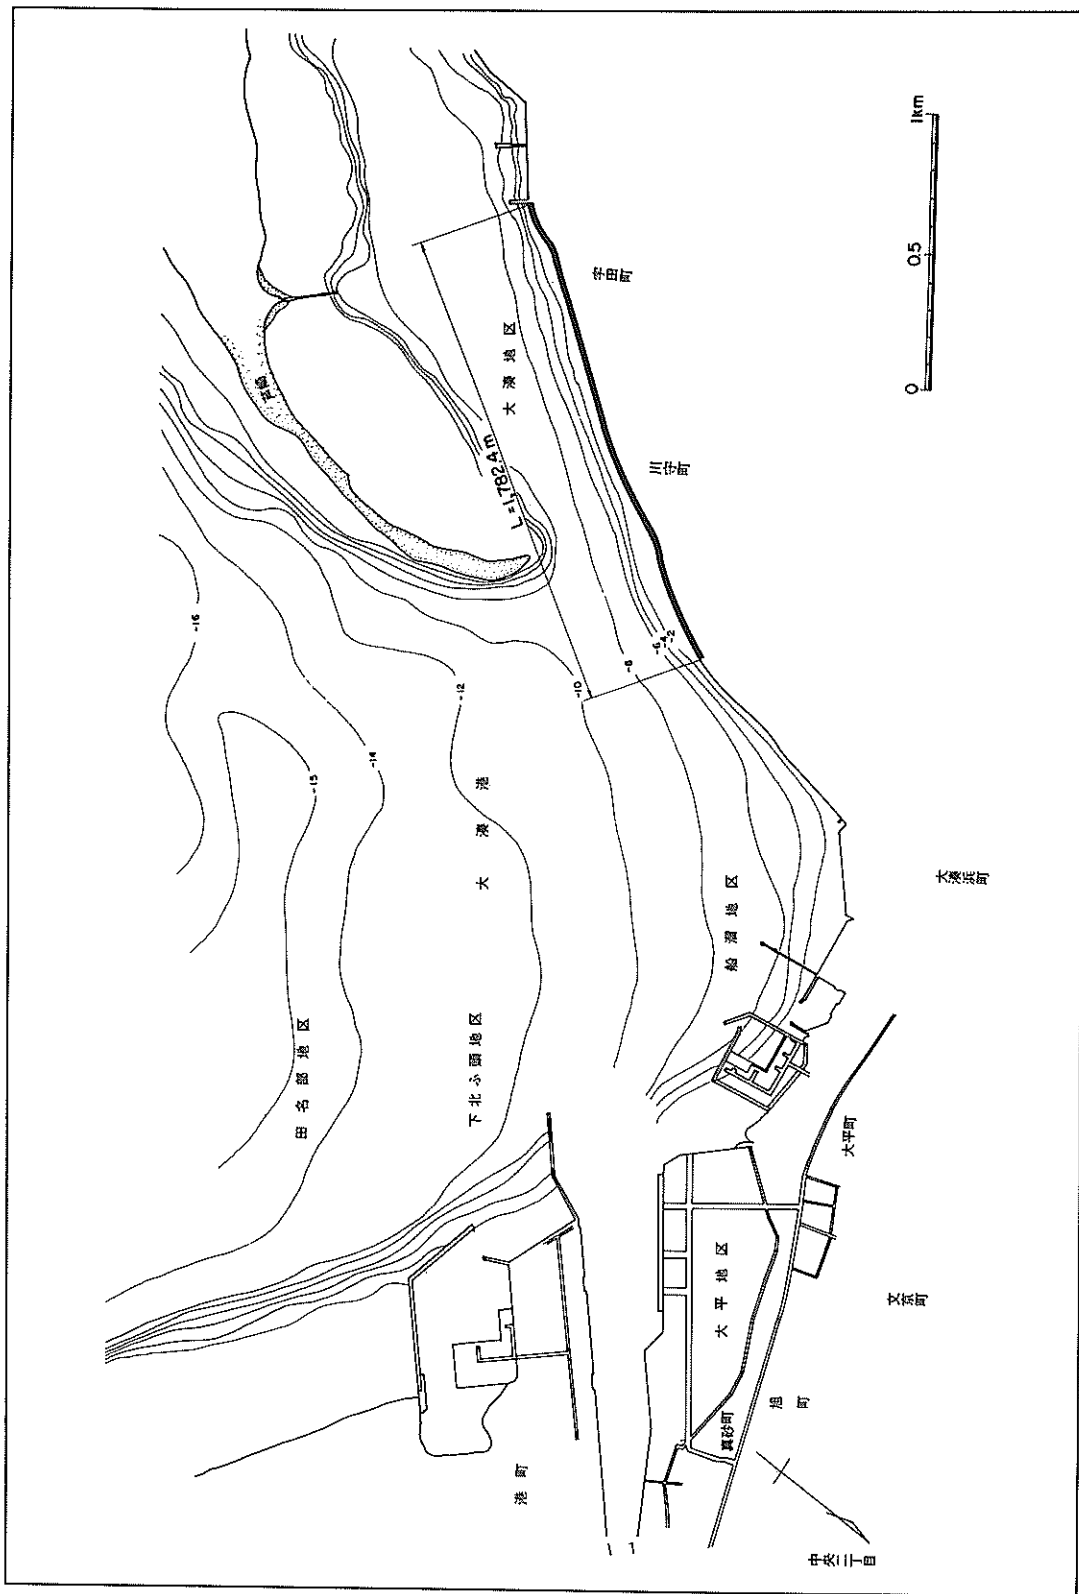 1km
0.5
0
宇田町
川守町
大湊地区
L=1,782.4m
芦崎
-16
-15
-14
-12
-10
-8
-6
-4
-2
大湊港
船溜地区
大湊浜町
田名部地区
下北ふ頭地区
大平町
大平地区
文京町
旭町
真砂町
港町
中央二丁目